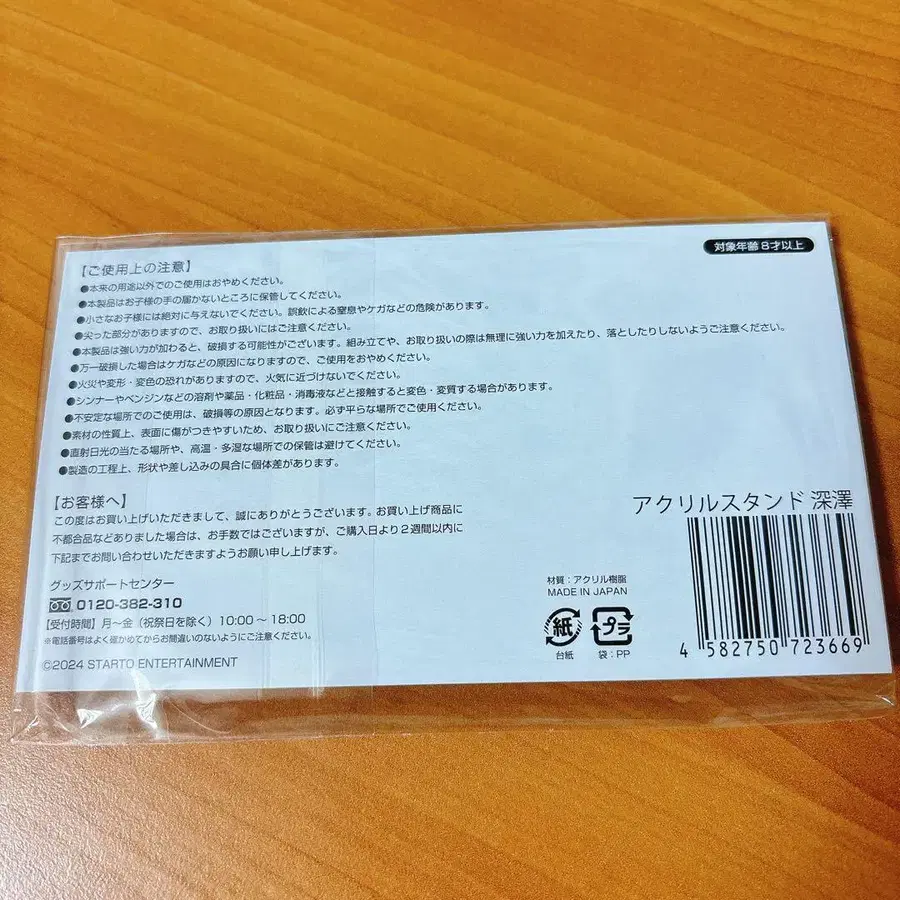 対象年齢8才以上
【ご使用上の注意】
●本来の用途以外でのご使用はおやめください。
●本製品はお子様の手の届かないところに保管してください。
●小さなお子様には絶対に与えないでください。誤飲による窒息やケガなどの危険があります。
●尖った部分がありますので、お取り扱いにはご注意ください。
●本製品は強い力が加わると、破損する可能性がございます。組み立てや、お取り扱いの際は無理に強い力を加えたり、落としたりしないようご注意ください。
●万一破損した場合はケガなどの原因になりますので、ご使用をおやめください。
●火災や変形・変色の恐れがありますので、火気に近づけないでください。
●シンナーやベンジンなどの溶剤や薬品・化粧品・消毒液などと接触すると変色・変質する場合があります。
●不安定な場所でのご使用は、破損等の原因となります。必ず平らな場所でご使用ください。
●素材の性質上、表面に傷がつきやすいため、お取り扱いにご注意ください。
●直射日光の当たる場所や、高温・多湿な場所での保管は避けてください。
●製造の工程上、形状や差し込みの具合に個体差があります。
【お客様へ】
この度はお買い上げいただきまして、誠にありがとうございます。お買い上げ商品に
不都合品などありました場合は、お手数ではございますが、ご購入日より2週間以内に
下記までお問い合わせいただきますようお願い申し上げます。
グッズサポートセンター
0120-382-310
【受付時間】月～金（祝祭日を除く）10:00～18:00
※電話番号はよく確かめてからお間違いのないようにご注意ください。
©2024 STARTO ENTERTAINMENT
材質：アクリル樹脂
MADE IN JAPAN
紙
台紙
プラ
袋：PP
アクリルスタンド 深澤
4 582750 723669